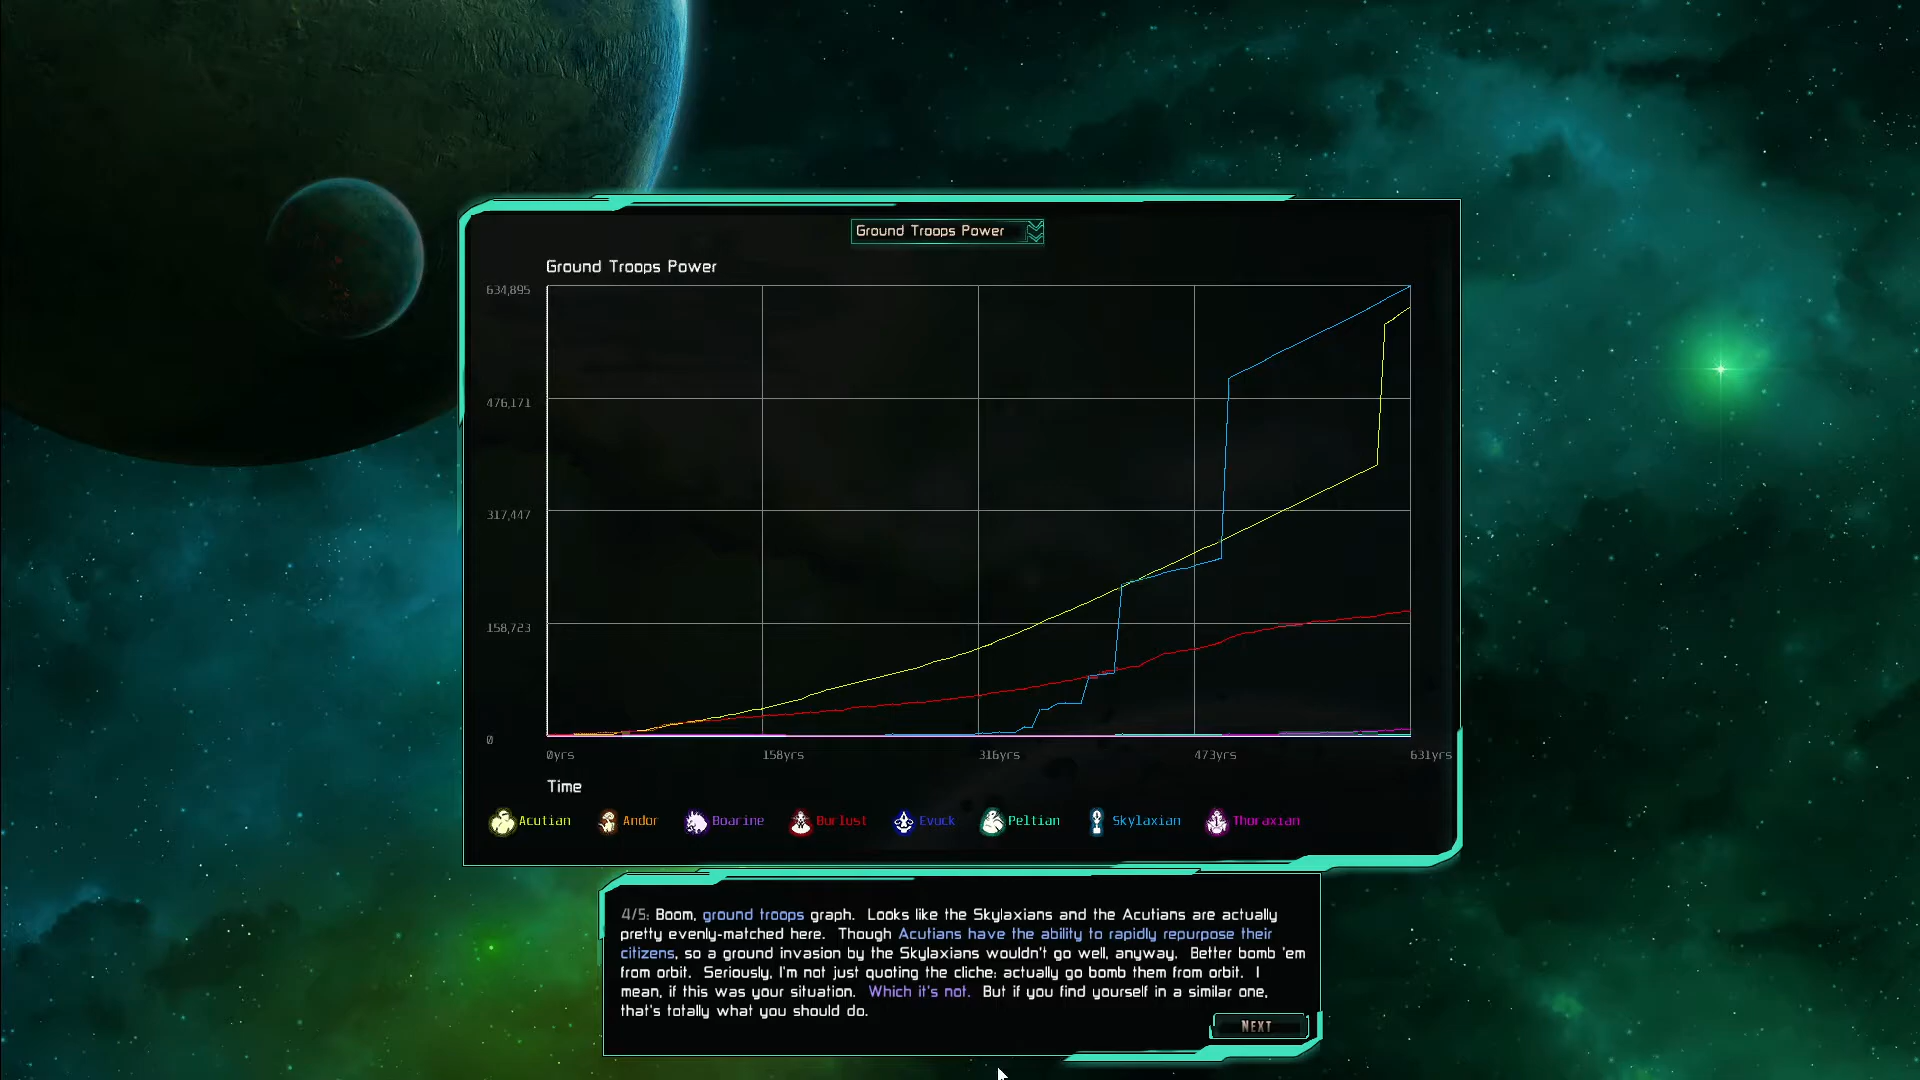 Ground Troops Power
Ground Troops Power
634,895
476,171
317,447
158,723
0
0yrs 158yrs 316yrs 473yrs 631yrs
Time
Acutian Andor Boarine Burlust Evuck Peltian Skylaxian Thoraxian
4/5: Boom, ground troops graph. Looks like the Skylaxians and the Acutians are actually
pretty evenly-matched here. Though Acutians have the ability to rapidly repurpose their
citizens, so a ground invasion by the Skylaxians wouldn't go well, anyway. Better bomb 'em
from orbit. Seriously, I'm not just quoting the cliche: actually go bomb them from orbit. I
mean, if this was your situation. Which it's not. But if you find yourself in a similar one,
that's totally what you should do.
NEXT